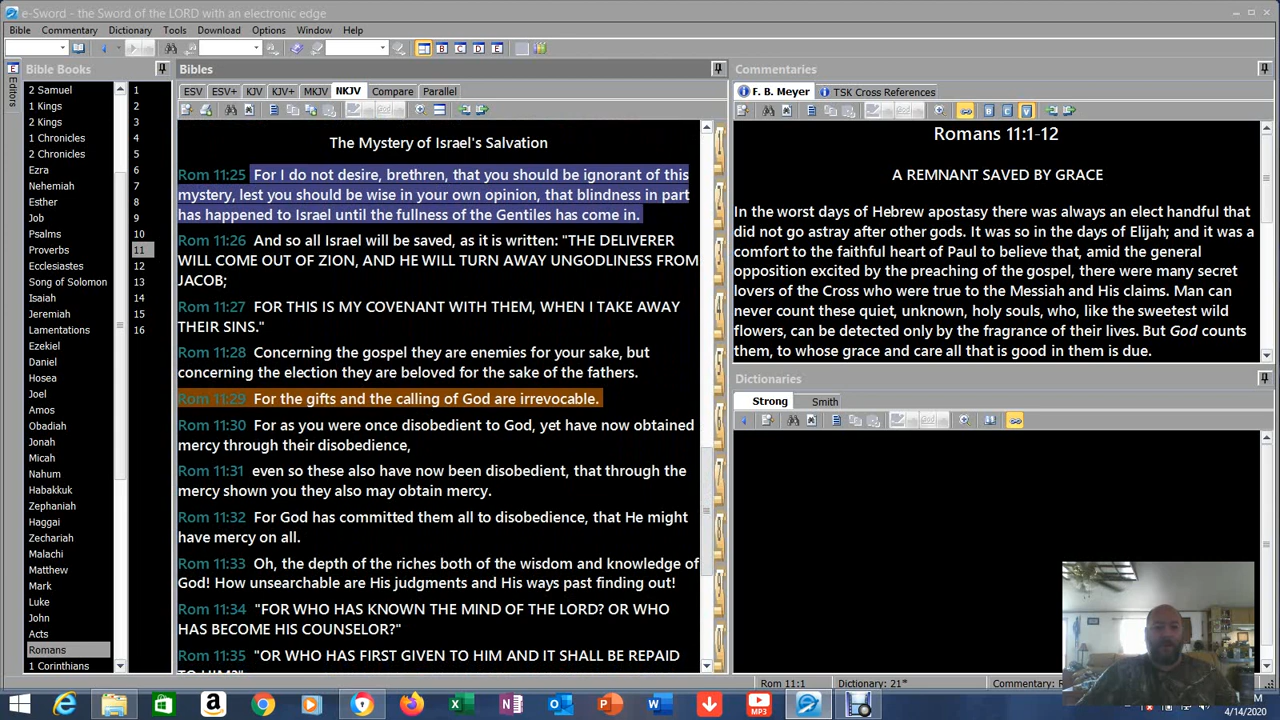 e-Sword - the Sword of the LORD with an electronic edge
Bible Commentary Dictionary Tools Download Options Window Help
B C D E
Editors
Bible Books
2 Samuel
1 Kings
2 Kings
1 Chronicles
2 Chronicles
Ezra
Nehemiah
Esther
Job
Psalms
Proverbs
Ecclesiastes
Song of Solomon
Isaiah
Jeremiah
Lamentations
Ezekiel
Daniel
Hosea
Joel
Amos
Obadiah
Jonah
Micah
Nahum
Habakkuk
Zephaniah
Haggai
Zechariah
Malachi
Matthew
Mark
Luke
John
Acts
Romans
1 Corinthians
1
2
3
4
5
6
7
8
9
10
11
12
13
14
15
16
Bibles
ESV ESV+ KJV KJV+ MKJV NKJV Compare Parallel
The Mystery of Israel's Salvation
Rom 11:25 For I do not desire, brethren, that you should be ignorant of this
mystery, lest you should be wise in your own opinion, that blindness in part
has happened to Israel until the fullness of the Gentiles has come in.
Rom 11:26 And so all Israel will be saved, as it is written: "THE DELIVERER
WILL COME OUT OF ZION, AND HE WILL TURN AWAY UNGODLINESS FROM
JACOB;
Rom 11:27 FOR THIS IS MY COVENANT WITH THEM, WHEN I TAKE AWAY
THEIR SINS."
Rom 11:28 Concerning the gospel they are enemies for your sake, but
concerning the election they are beloved for the sake of the fathers.
Rom 11:29 For the gifts and the calling of God are irrevocable.
Rom 11:30 For as you were once disobedient to God, yet have now obtained
mercy through their disobedience,
Rom 11:31 even so these also have now been disobedient, that through the
mercy shown you they also may obtain mercy.
Rom 11:32 For God has committed them all to disobedience, that He might
have mercy on all.
Rom 11:33 Oh, the depth of the riches both of the wisdom and knowledge of
God! How unsearchable are His judgments and His ways past finding out!
Rom 11:34 "FOR WHO HAS KNOWN THE MIND OF THE LORD? OR WHO
HAS BECOME HIS COUNSELOR?"
Rom 11:35 "OR WHO HAS FIRST GIVEN TO HIM AND IT SHALL BE REPAID
Commentaries
F. B. Meyer TSK Cross References
B C V
Romans 11:1-12
A REMNANT SAVED BY GRACE
In the worst days of Hebrew apostasy there was always an elect handful that
did not go astray after other gods. It was so in the days of Elijah; and it was a
comfort to the faithful heart of Paul to believe that, amid the general
opposition excited by the preaching of the gospel, there were many secret
lovers of the Cross who were true to the Messiah and His claims. Man can
never count these quiet, unknown, holy souls, who, like the sweetest wild
flowers, can be detected only by the fragrance of their lives. But God counts
them, to whose grace and care all that is good in them is due.
Dictionaries
Strong Smith
Rom 11:1 Dictionary: 21* Commentary:
MP3
4/14/2020